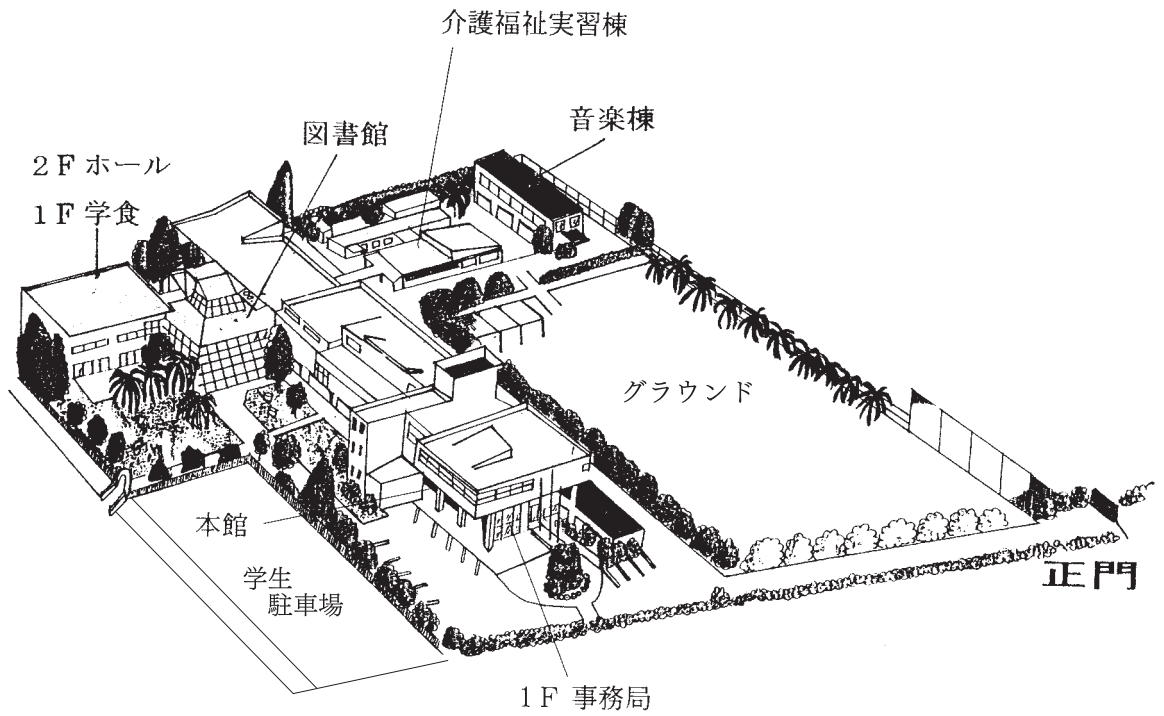 介護福祉実習棟
音楽棟
図書館
2Fホール
1F学食
グラウンド
本館
学生
駐車場
正門
1F 事務局